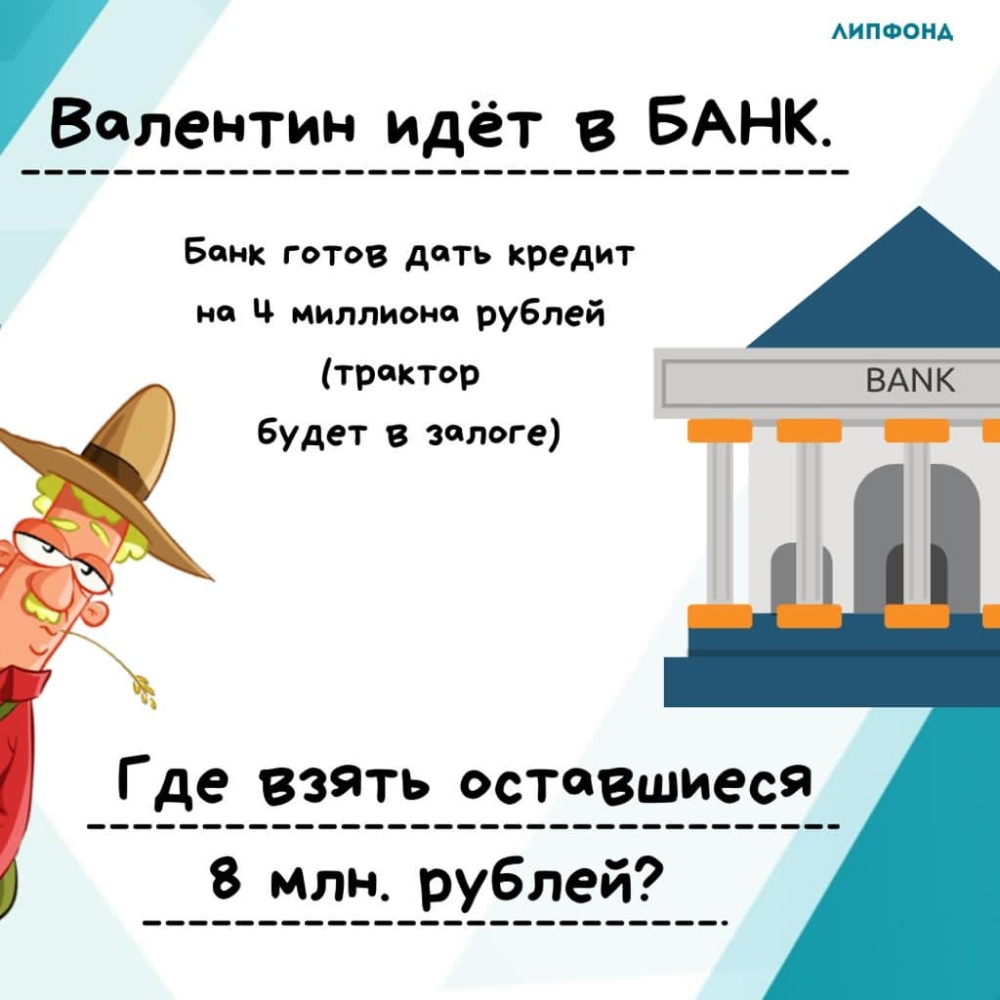 ЛИПФОНД
Валентин идёт в БАНК.
Банк готов дать кредит
на 4 миллиона рублей
(трактор
будет в залоге)
BANK
Где взять оставшиеся
8 млн. рублей?